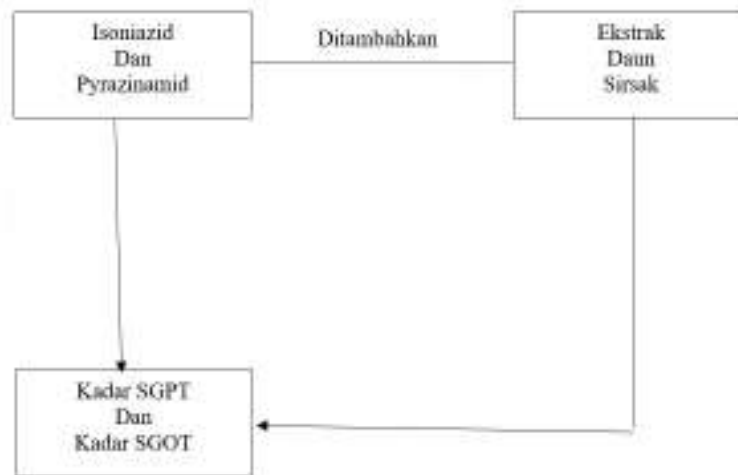 Isoniazid
Dan
Pyrazinamid
Ditambahkan
Ekstrak
Daun
Sirsak
Kadar SGPT
Dan
Kadar SGOT